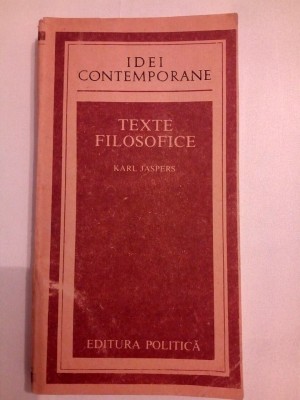 IDEI
CONTEMPORANE
TEXTE
FILOSOFICE
KARL JASPERS
EDITURA POLITICĂ